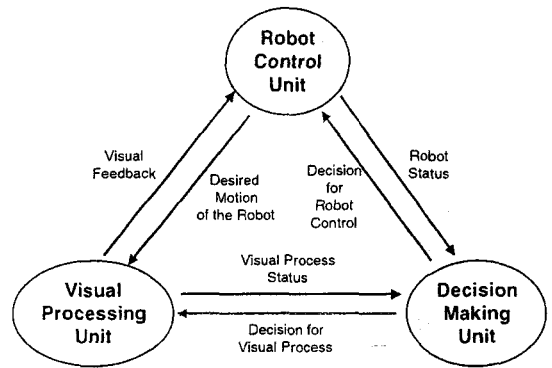 Robot
Control
Unit
Visual
Feedback
Desired
Motion
of the Robot
Decision
for
Robot
Control
Robot
Status
Visual Process
Status
Visual
Processing
Unit
Decision for
Visual Process
Decision
Making
Unit